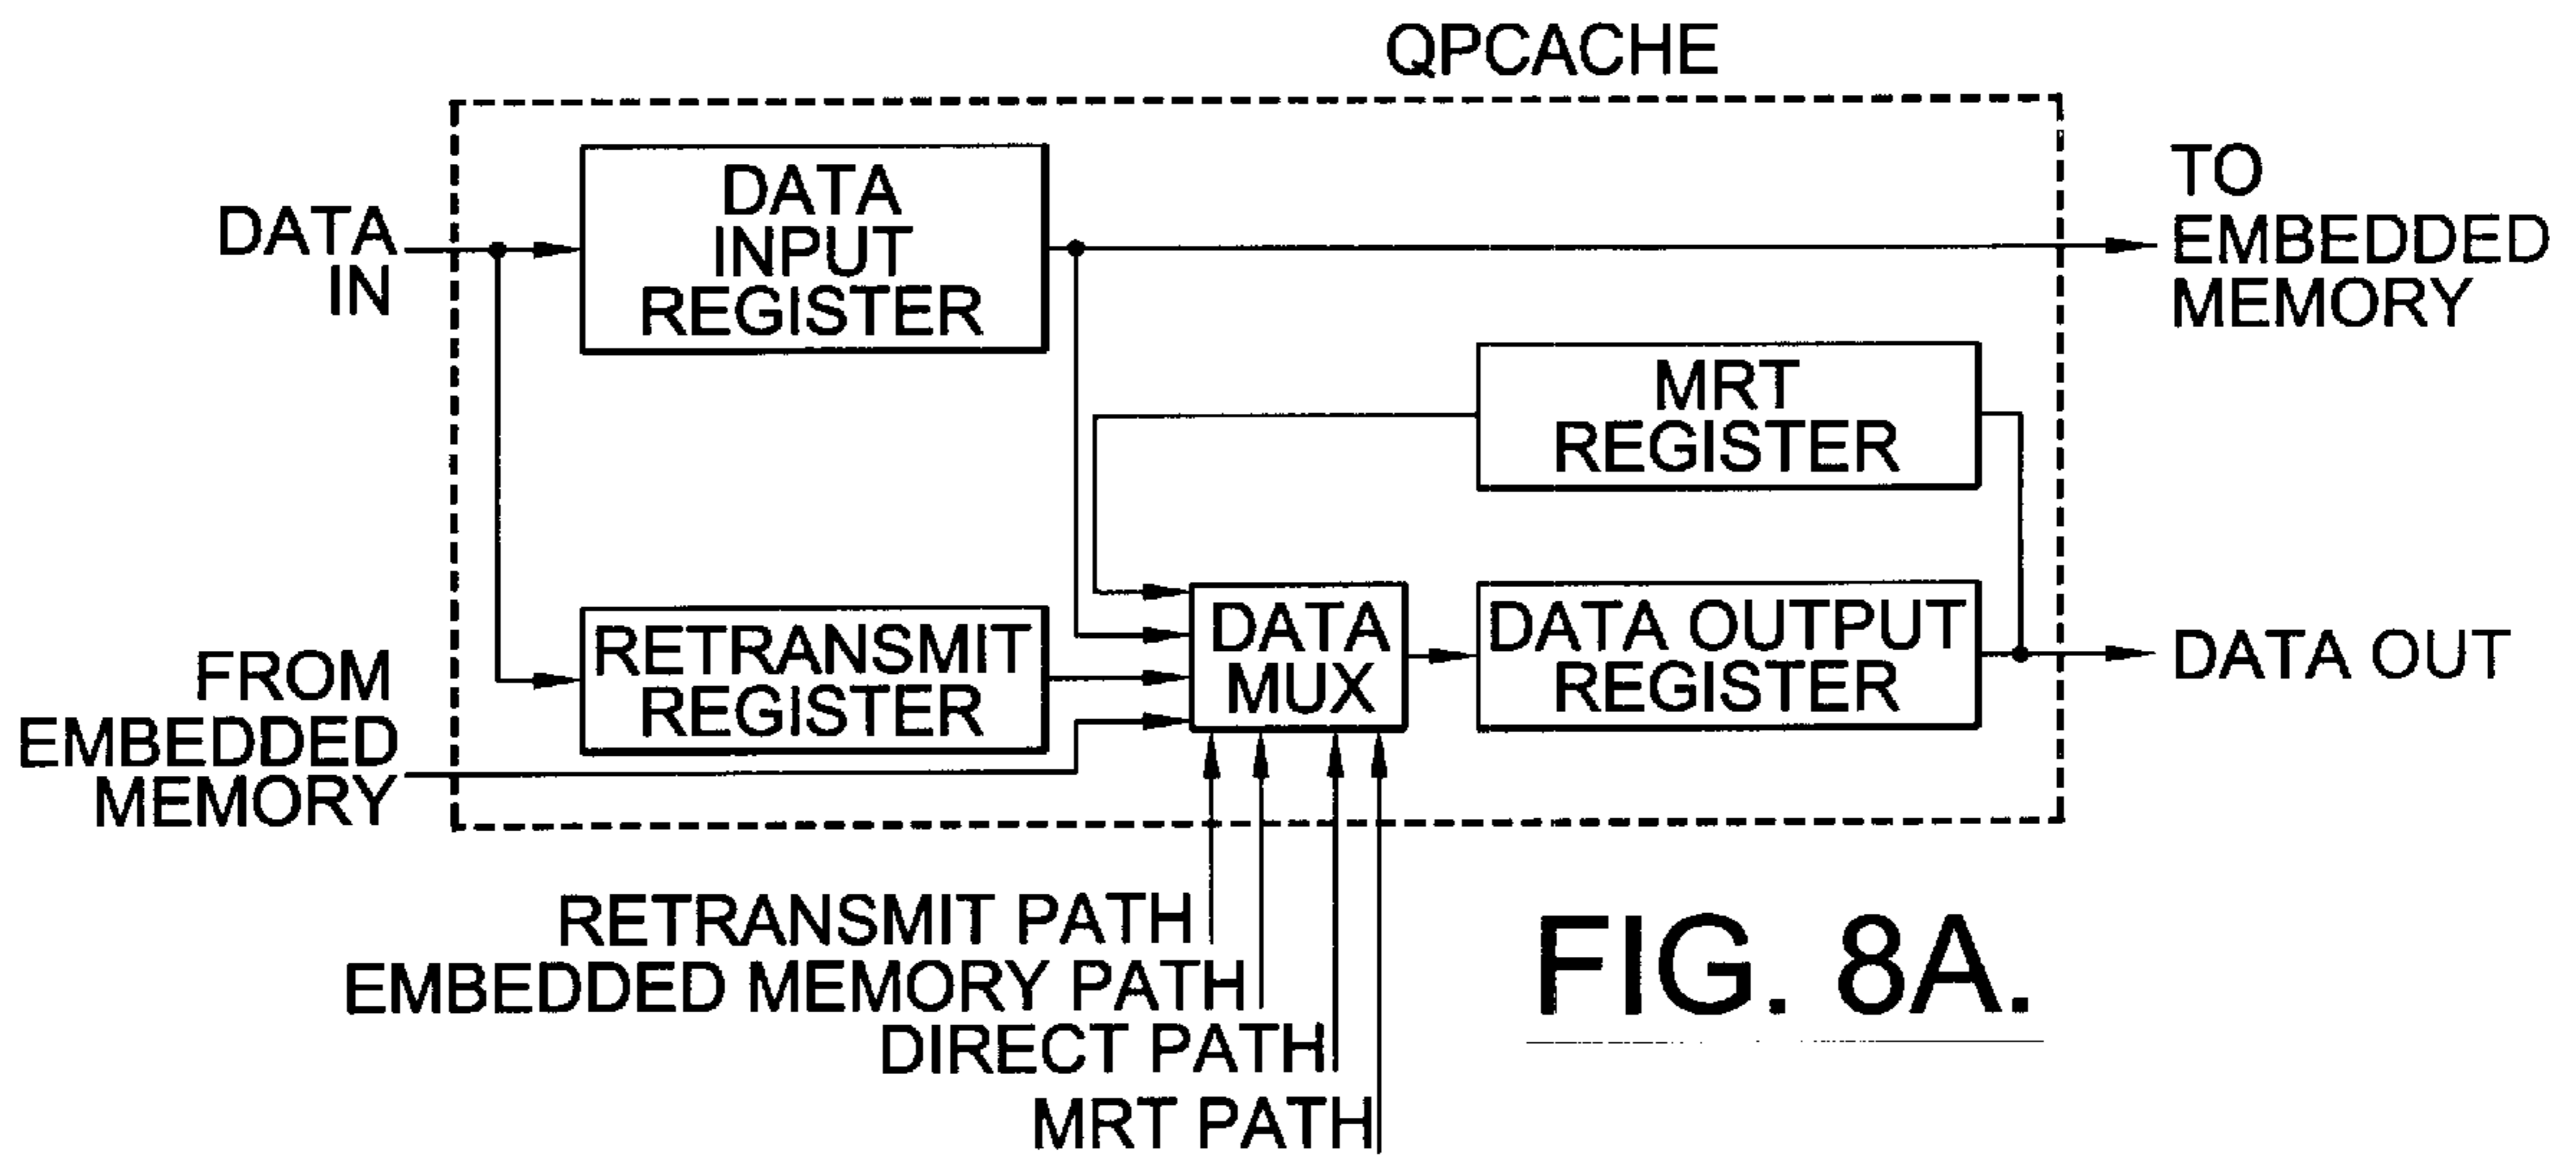 QPCACHE
DATA
IN
DATA
INPUT
REGISTER
TO
EMBEDDED
MEMORY
MRT
REGISTER
FROM
EMBEDDED
MEMORY
RETRANSMIT
REGISTER
DATA
MUX
DATA OUTPUT
REGISTER
DATA OUT
RETRANSMIT PATH
EMBEDDED MEMORY PATH
DIRECT PATH
MRT PATH
FIG. 8A.